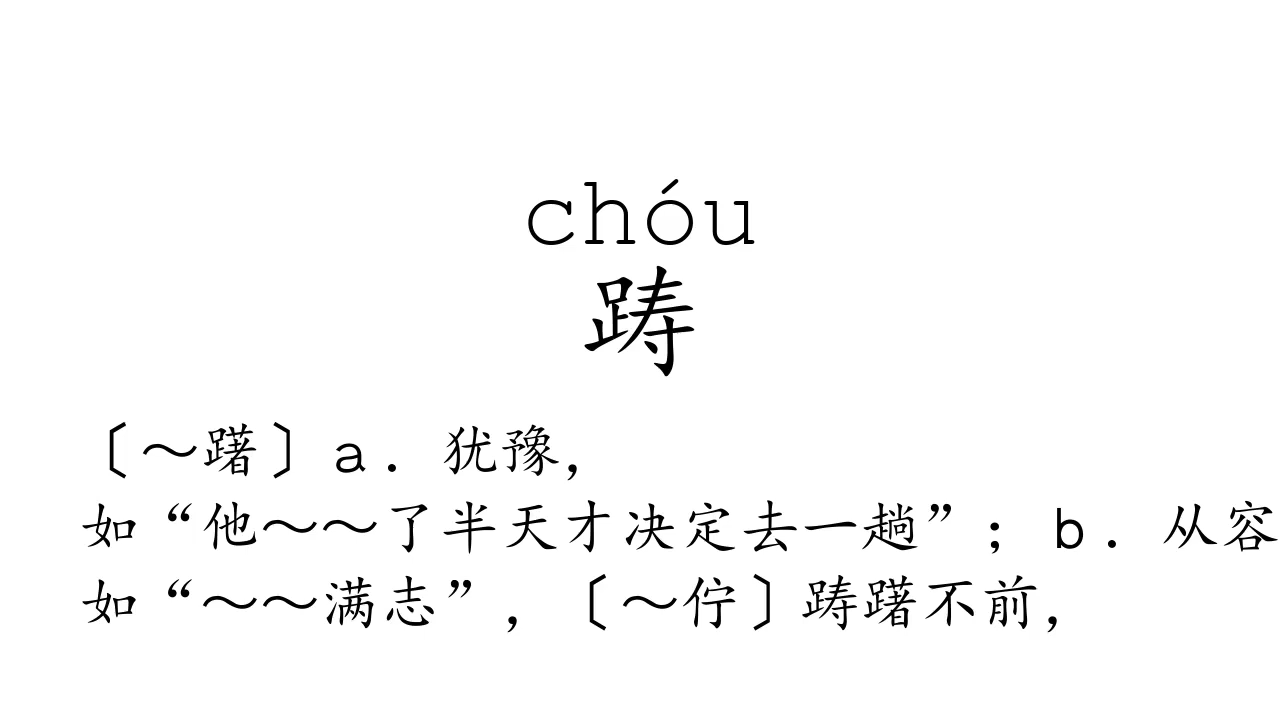 chóu
踌
〔～躇〕ａ．犹豫，
如“他～～了半天才决定去一趟”；ｂ．从容
如“～～满志”，〔～伫〕踌躇不前，